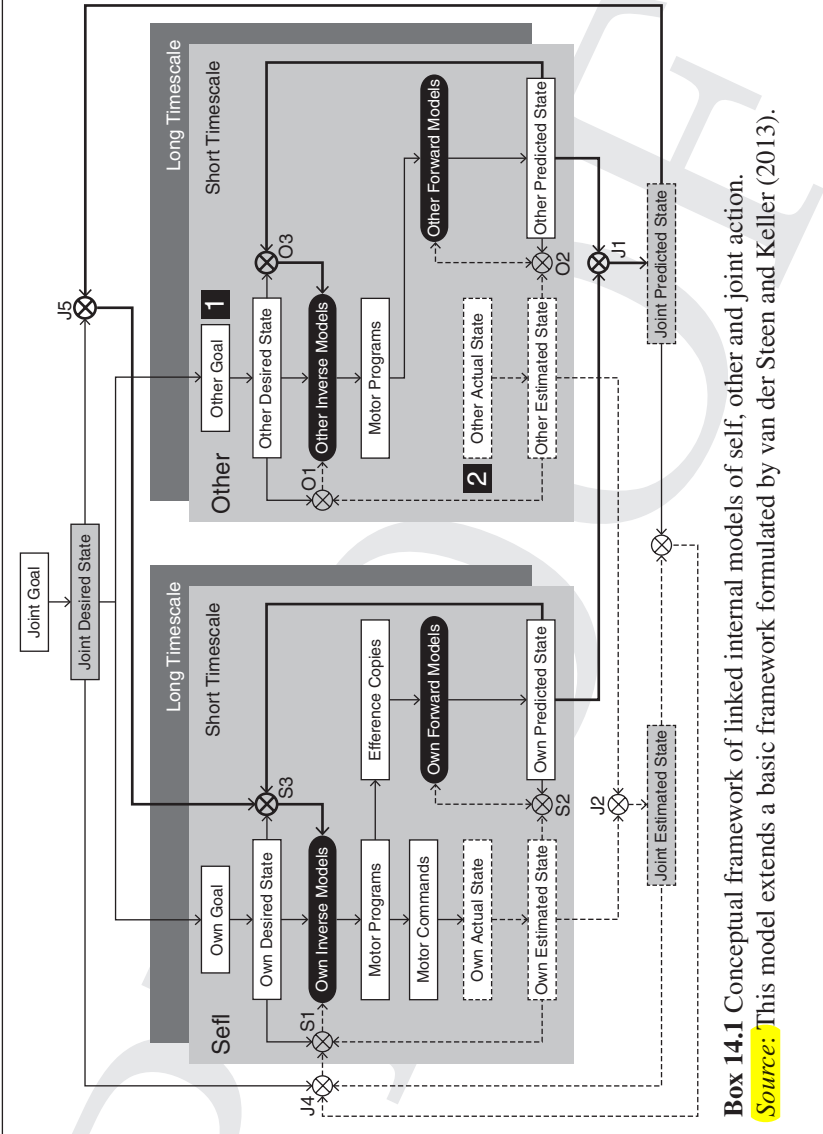 Joint Goal
Joint Desired State
J5
J4
Long Timescale
Short Timescale
Sefl
Own Goal
Own Desired State
S3
S1
Own Inverse Models
Motor Programs
Efference Copies
Motor Commands
Own Forward Models
Own Actual State
Own Estimated State
Own Predicted State
S2
Long Timescale
Short Timescale
Other
Other Goal
1
Other Desired State
O3
O1
Other Inverse Models
Motor Programs
Other Forward Models
2
Other Actual State
Other Estimated State
Other Predicted State
O2
J1
J2
Joint Estimated State
Joint Predicted State
Box 14.1 Conceptual framework of linked internal models of self, other and joint action.
Source: This model extends a basic framework formulated by van der Steen and Keller (2013).